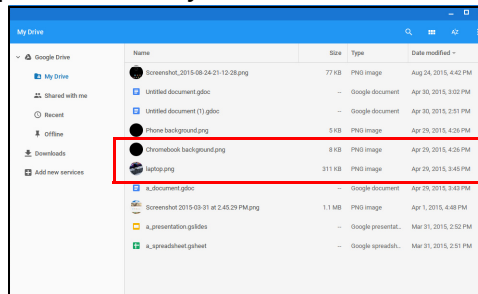 My Drive
Google Drive
My Drive
Shared with me
Recent
Offline
Downloads
Add new services
Name Size Type Date modified
Screenshot_2015-08-24-21-12-28.png 77 KB PNG image Aug 24, 2015, 4:42 PM
Untitled document.gdoc -- Google document Apr 30, 2015, 3:02 PM
Untitled document (1).gdoc -- Google document Apr 30, 2015, 2:51 PM
Phone background.png 5 KB PNG image Apr 29, 2015, 4:26 PM
Chromebook background.png 8 KB PNG image Apr 29, 2015, 4:26 PM
laptop.png 311 KB PNG image Apr 29, 2015, 3:45 PM
a_document.gdoc -- Google document Apr 29, 2015, 3:43 PM
Screenshot 2015-03-31 at 2.45.29 PM.png 1.1 MB PNG image Apr 1, 2015, 4:48 PM
a_presentation.gslides -- Google presentat... Mar 31, 2015, 2:52 PM
a_spreadsheet.gsheet -- Google spreadsh... Mar 31, 2015, 2:51 PM